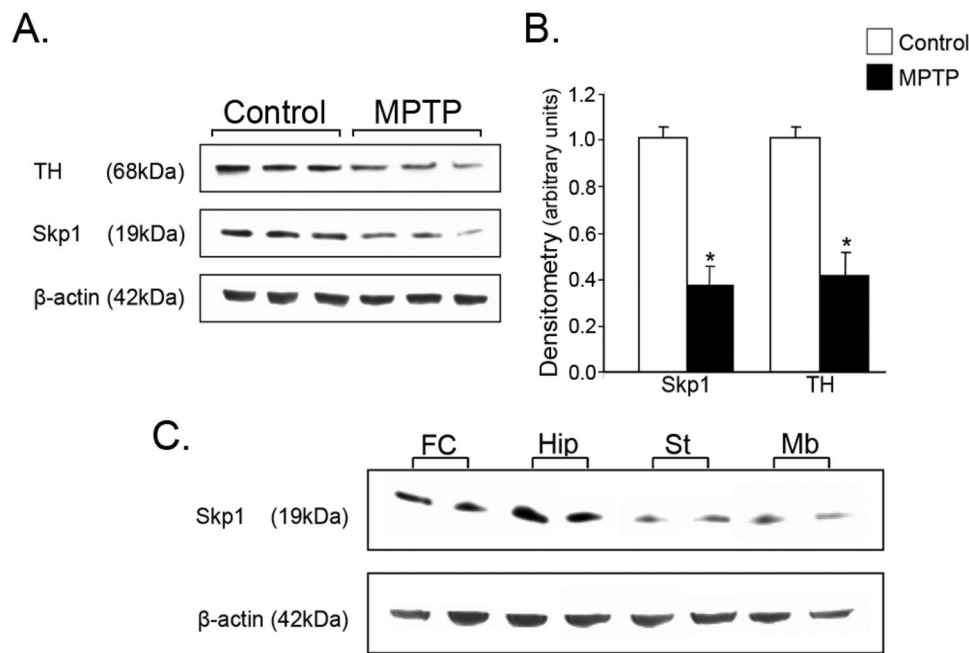 A.
Control MPTP
TH (68kDa)
Skp1 (19kDa)
β-actin (42kDa)
B.
Control
MPTP
Densitometry (arbitrary units)
1.2
1.0
0.8
0.6
0.4
0.2
0.0
* *
Skp1 TH
C.
FC Hip St Mb
Skp1 (19kDa)
β-actin (42kDa)